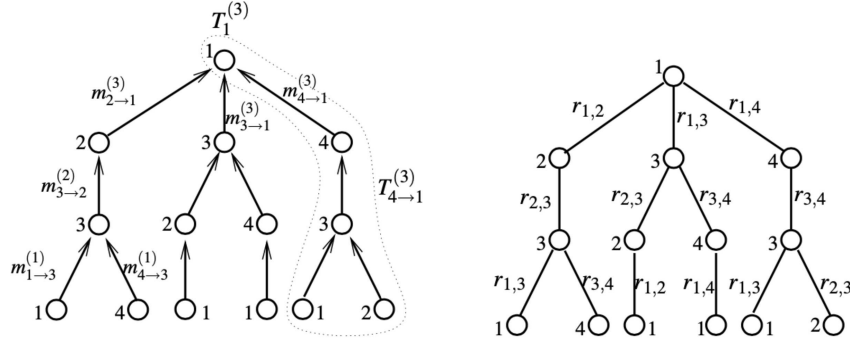 T_1^{(3)}
1
1
m_{2→1}^{(3)} m_{3→1}^{(3)} m_{4→1}^{(3)}
r_{1,2} r_{1,3} r_{1,4}
2 3 4
2 3 4
m_{3→2}^{(2)} T_{4→1}^{(3)}
r_{2,3} r_{2,3} r_{3,4} r_{3,4}
3 2 4 3
3 2 4 3
m_{1→3}^{(1)} m_{4→3}^{(1)}
r_{1,3} r_{3,4} r_{1,2} r_{1,4} r_{1,3} r_{2,3}
1 4 1 1 1 2
1 4 1 1 1 2